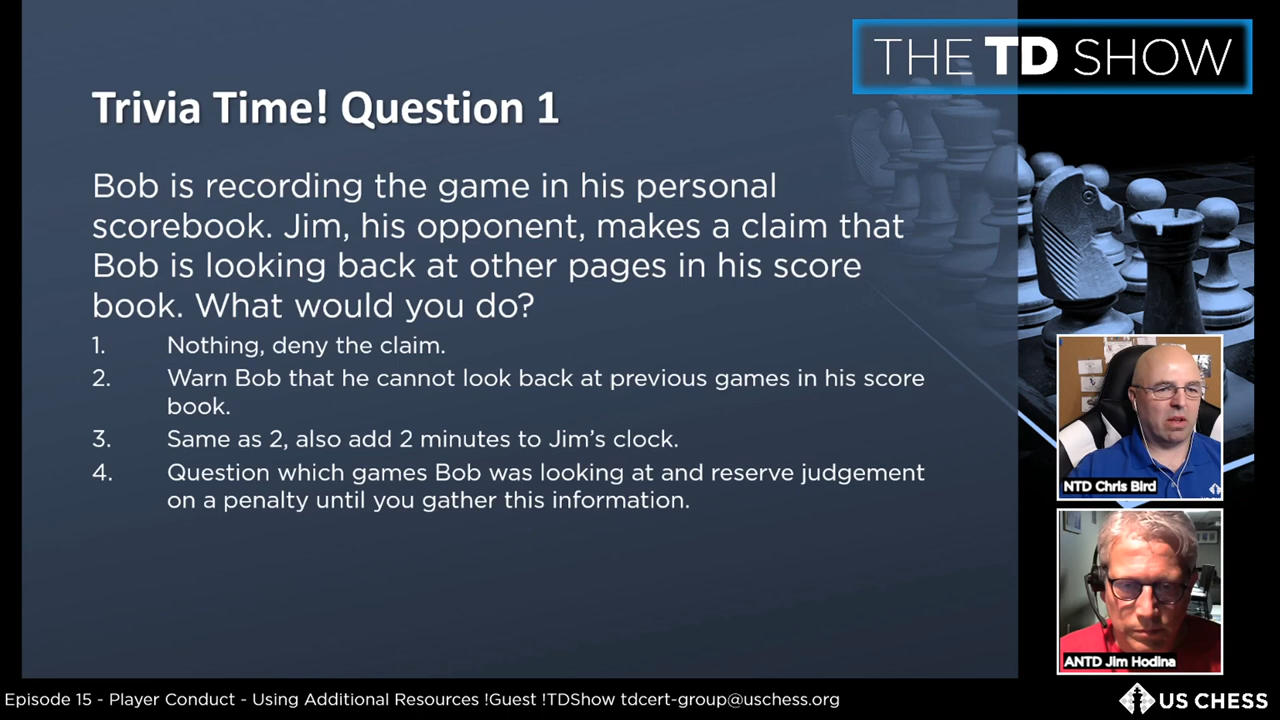 THE TD SHOW
Trivia Time! Question 1
Bob is recording the game in his personal
scorebook. Jim, his opponent, makes a claim that
Bob is looking back at other pages in his score
book. What would you do?
1. Nothing, deny the claim.
2. Warn Bob that he cannot look back at previous games in his score
book.
3. Same as 2, also add 2 minutes to Jim’s clock.
4. Question which games Bob was looking at and reserve judgement
on a penalty until you gather this information.
NTD Chris Bird
ANTD Jim Hodina
Episode 15 - Player Conduct - Using Additional Resources !Guest !TDShow tdcert-group@uschess.org
US CHESS